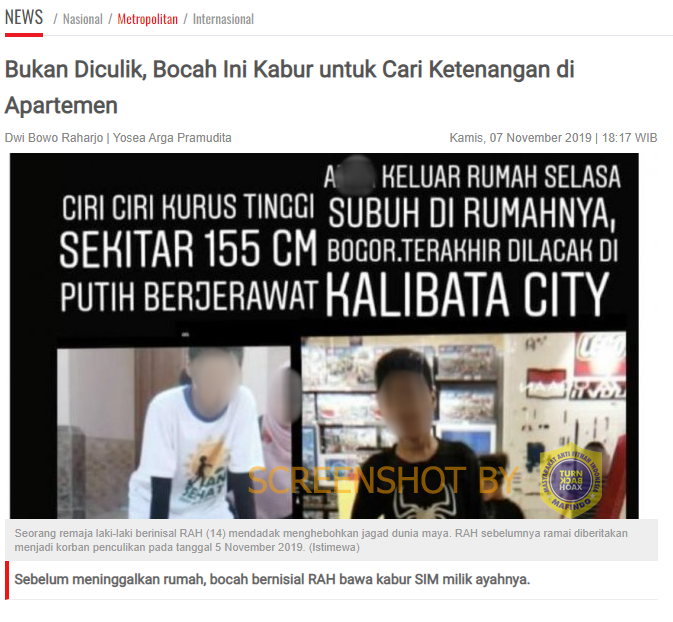 NEWS / Nasional / Metropolitan / Internasional
Bukan Diculik, Bocah Ini Kabur untuk Cari Ketenangan di
Apartemen
Dwi Bowo Raharjo | Yosea Arga Pramudita
Kamis, 07 November 2019 | 18:17 WIB
CIRI CIRI KURUS TINGGI
SEKITAR 155 CM
PUTIH BERJERAWAT
KELUAR RUMAH SELASA
SUBUH DI RUMAHNYA,
BOGOR.TERAKHIR DILACAK DI
KALIBATA CITY
LEGO
SCREENSHOT BY
MASYARAKAT ANTI FITNAH INDONESIA
TURN
BACK
HOAX
MAFINDO
Seorang remaja laki-laki berinisal RAH (14) mendadak menghebohkan jagad dunia maya. RAH sebelumnya ramai diberitakan
menjadi korban penculikan pada tanggal 5 November 2019. (Istimewa)
Sebelum meninggalkan rumah, bocah bernisial RAH bawa kabur SIM milik ayahnya.